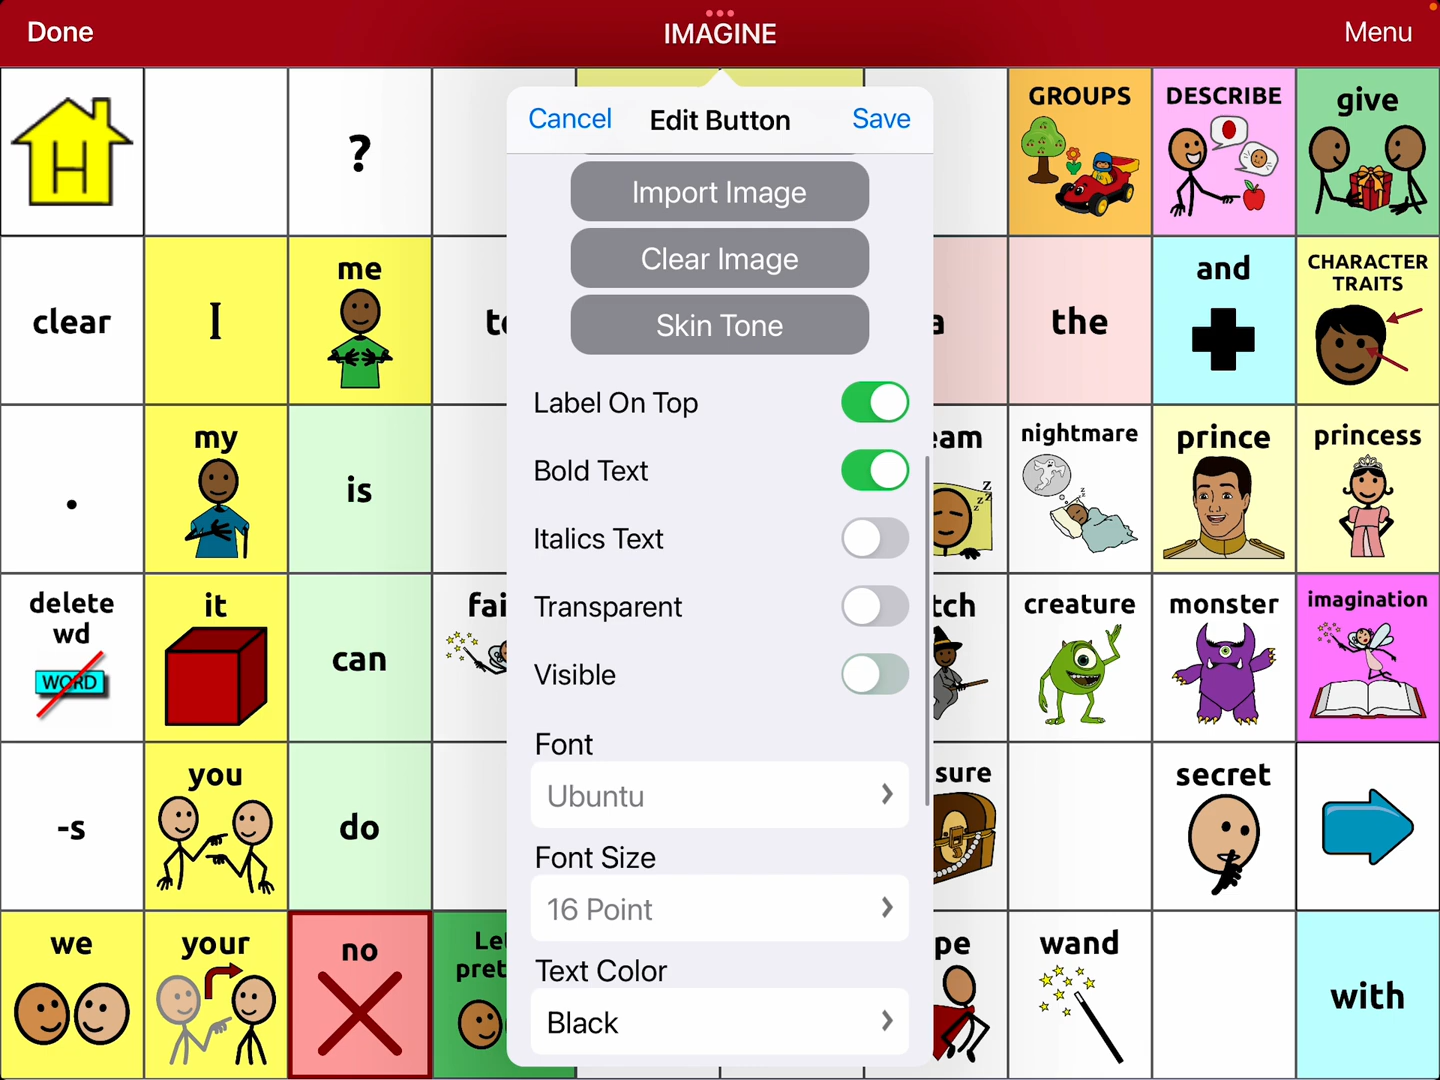 Done
IMAGINE
Menu
Cancel
Edit Button
Save
Import Image
Clear Image
Skin Tone
Label On Top
Bold Text
Italics Text
Transparent
Visible
Font
Ubuntu
Font Size
16 Point
Text Color
Black
H
?
GROUPS
DESCRIBE
give
clear
I
me
the
and
CHARACTER
TRAITS
.
my
is
nightmare
prince
princess
delete
wd
WORD
it
can
creature
monster
imagination
-s
you
do
secret
we
your
no
wand
with